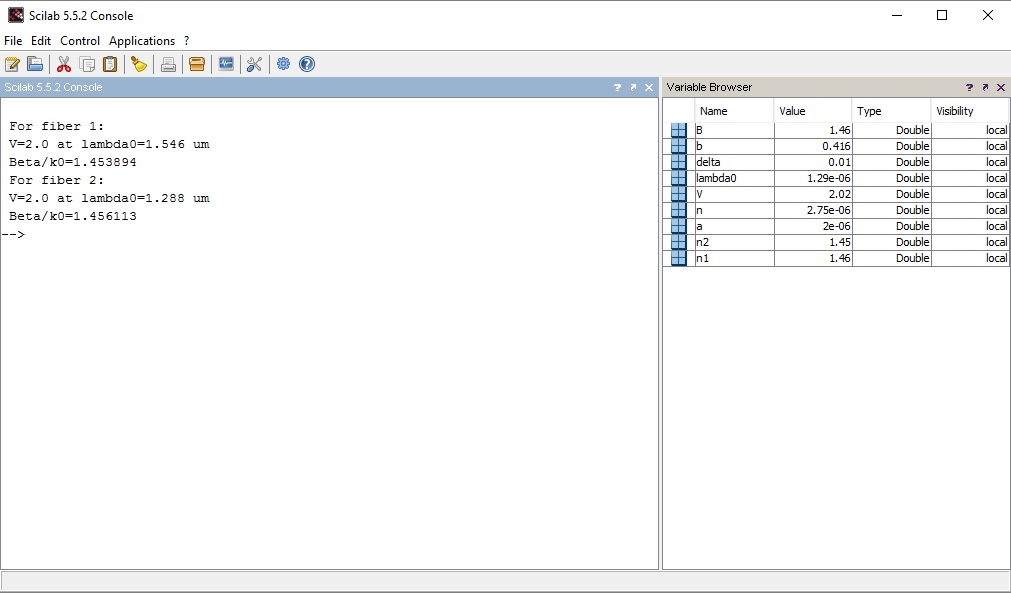 Scilab 5.5.2 Console
File Edit Control Applications ?
Scilab 5.5.2 Console ?
For fiber 1:
V=2.0 at lambda0=1.546 um
Beta/k0=1.453894
For fiber 2:
V=2.0 at lambda0=1.288 um
Beta/k0=1.456113
-->
Variable Browser ?
Name Value Type Visibility
B 1.46 Double local
b 0.416 Double local
delta 0.01 Double local
lambda0 1.29e-06 Double local
V 2.02 Double local
n 2.75e-06 Double local
a 2e-06 Double local
n2 1.45 Double local
n1 1.46 Double local